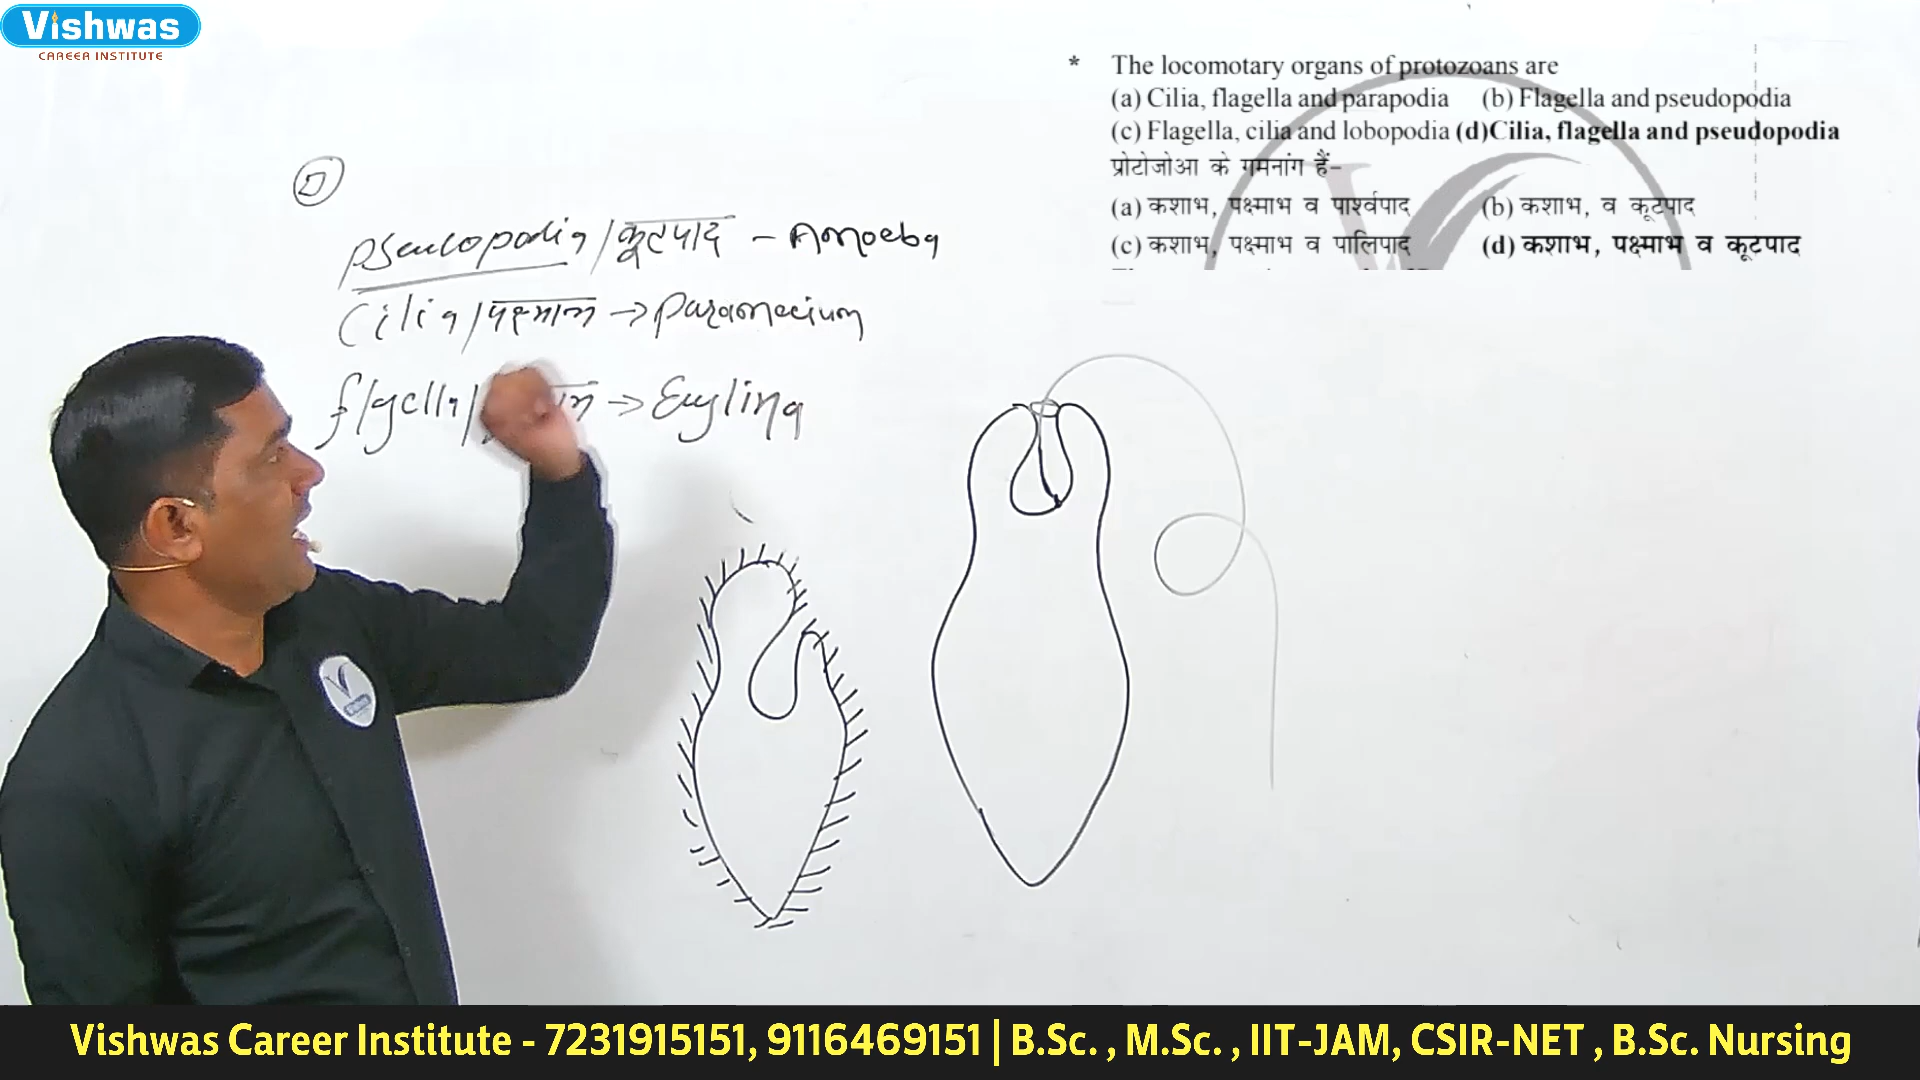 Vishwas
CAREER INSTITUTE
* The locomotary organs of protozoans are
(a) Cilia, flagella and parapodia (b) Flagella and pseudopodia
(c) Flagella, cilia and lobopodia (d)Cilia, flagella and pseudopodia
प्रोटोजोआ के गमनांग हैं–
(a) कशाभ, पक्ष्माभ व पार्श्वपाद (b) कशाभ, व कूटपाद
(c) कशाभ, पक्ष्माभ व पालिपाद (d) कशाभ, पक्ष्माभ व कूटपाद
D
Pseudopodia / कूटपाद – Amoeba
Cilia / पक्ष्माभ → Paramecium
flgella / → Euglina
Vishwas Career Institute - 7231915151, 9116469151 | B.Sc. , M.Sc. , IIT-JAM, CSIR-NET , B.Sc. Nursing